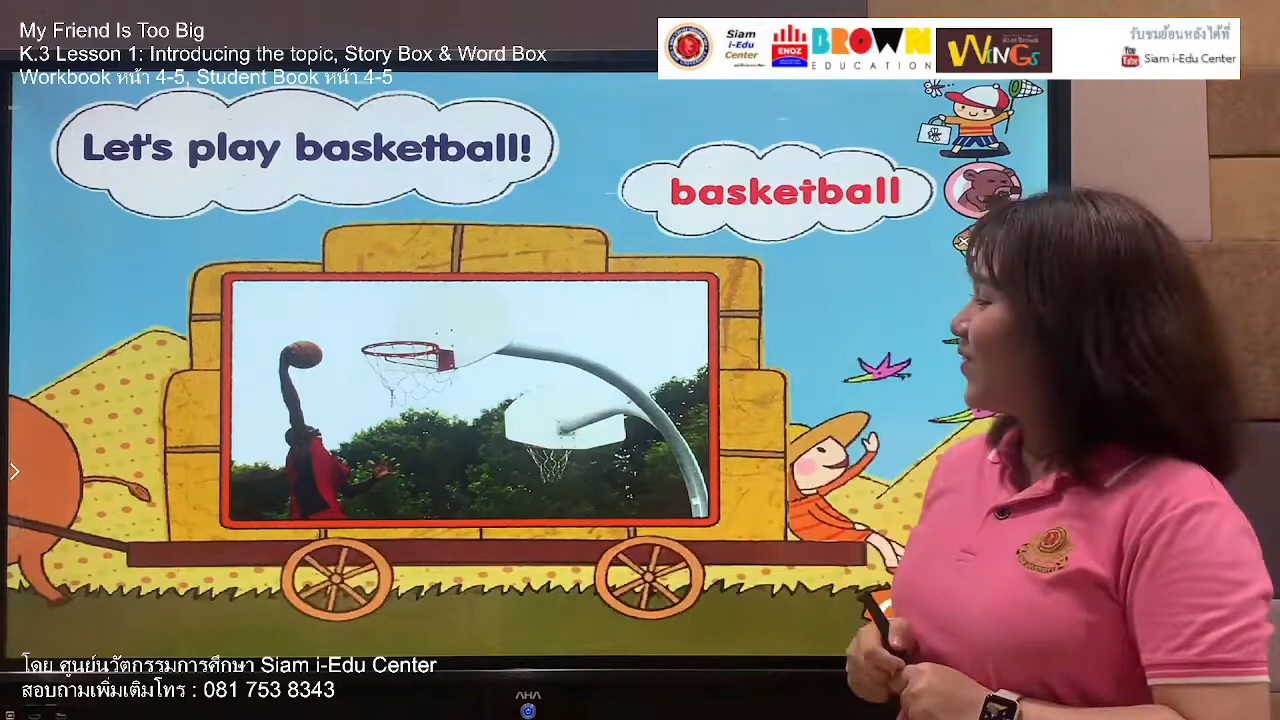 My Friend Is Too Big
K.1 Lesson 1: Introducing the topic, Story Box & Word Box
Workbook หน้า 4-5, Student Book หน้า 4-5
Siam
i-Edu
Center
ENOZ
BROWN
EDUCATION
WINGS
รับชมย้อนหลังได้ที่
You Tube Siam i-Edu Center
Let's play basketball!
basketball
โดย ศูนย์นวัตกรรมการศึกษา Siam i-Edu Center
สอบถามเพิ่มเติมโทร : 081 753 8343
AHA